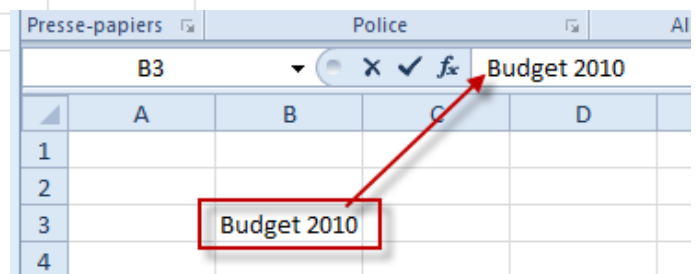 Presse-papiers Police Al
B3 fx Budget 2010
A B C D
1
2
3 Budget 2010
4